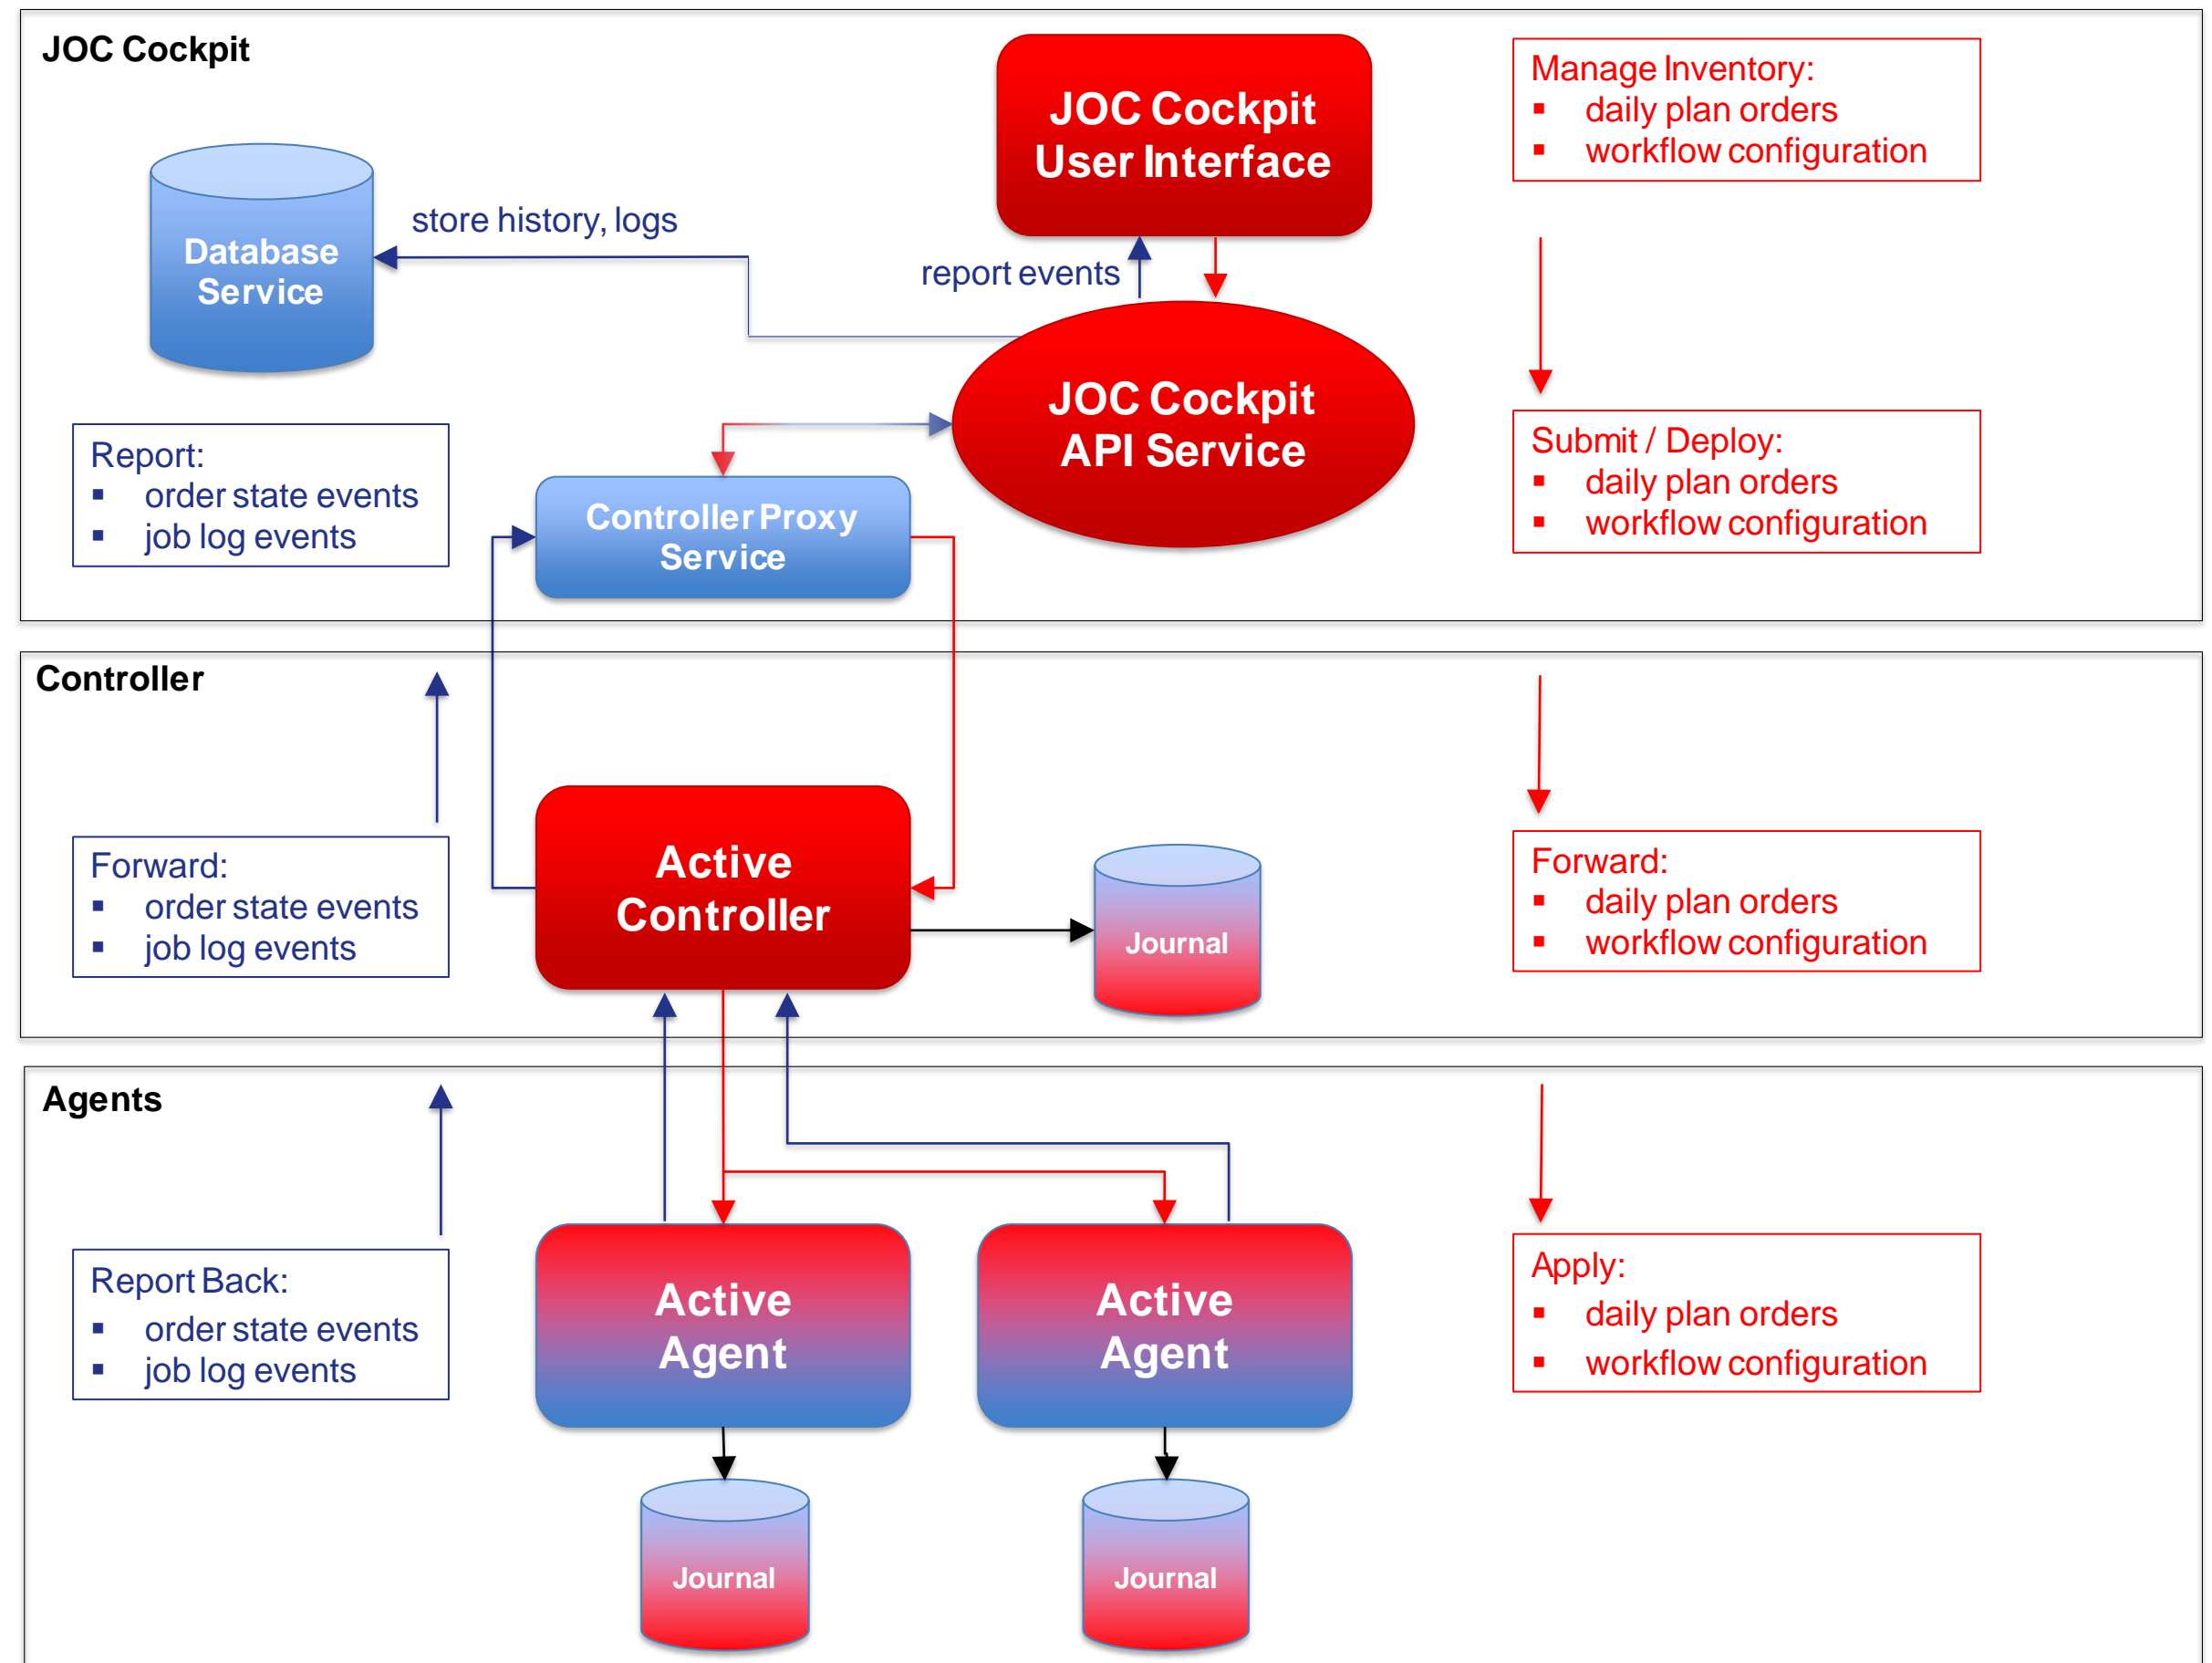 JOC Cockpit
JOC Cockpit
User Interface
Manage Inventory:
▪ daily plan orders
▪ workflow configuration
Database
Service
store history, logs
report events
JOC Cockpit
API Service
Report:
▪ order state events
▪ job log events
Controller Proxy
Service
Submit / Deploy:
▪ daily plan orders
▪ workflow configuration
Controller
Forward:
▪ order state events
▪ job log events
Active
Controller
Journal
Forward:
▪ daily plan orders
▪ workflow configuration
Agents
Report Back:
▪ order state events
▪ job log events
Active
Agent
Active
Agent
Apply:
▪ daily plan orders
▪ workflow configuration
Journal
Journal